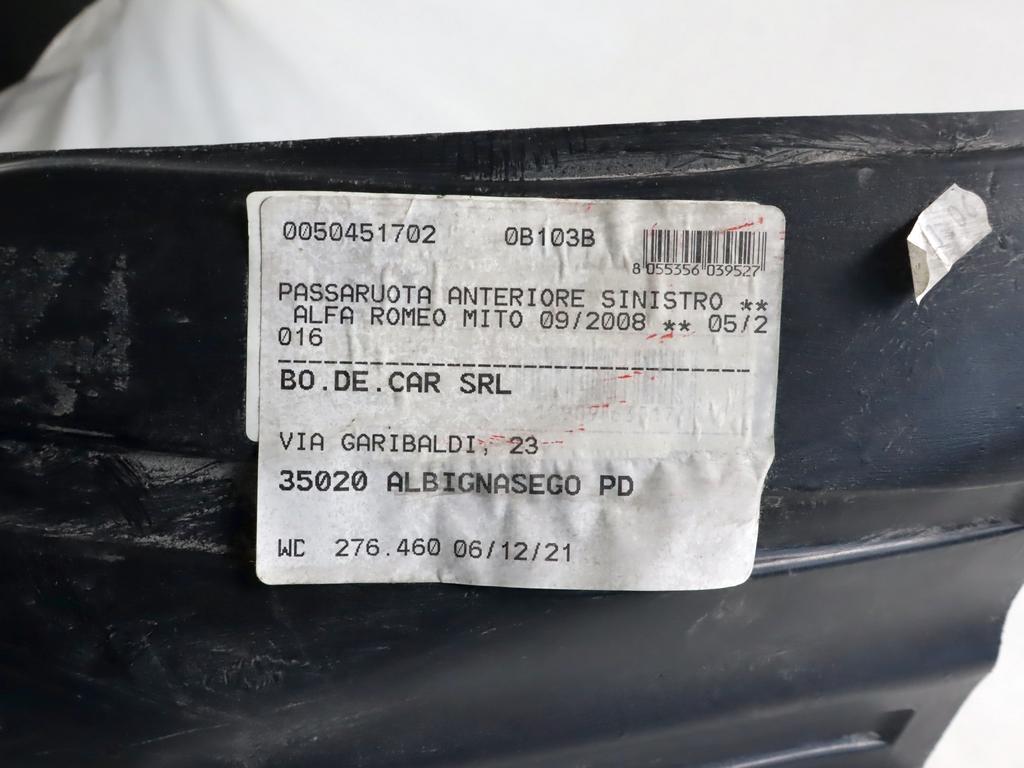 0050451702 0B103B
8 055356 039527
PASSARUOTA ANTERIORE SINISTRO **
ALFA ROMEO MITO 09/2008 ** 05/2
016
BO.DE.CAR SRL
VIA GARIBALDI, 23
35020 ALBIGNASEGO PD
WC 276.460 06/12/21